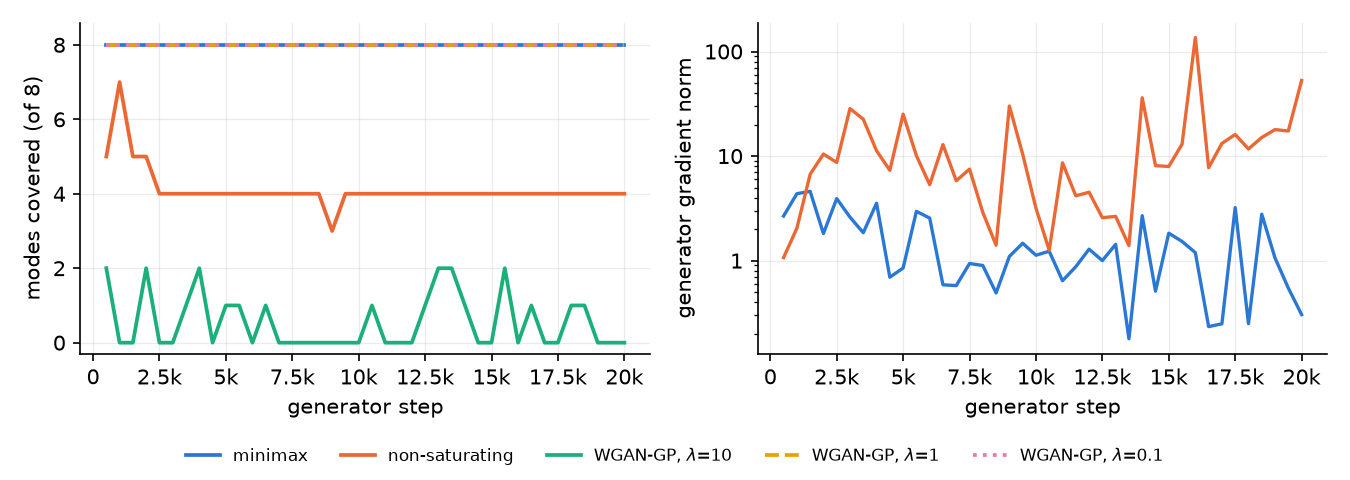 8
6
4
2
0
modes covered (of 8)
0 2.5k 5k 7.5k 10k 12.5k 15k 17.5k 20k
generator step
100
10
1
generator gradient norm
0 2.5k 5k 7.5k 10k 12.5k 15k 17.5k 20k
generator step
minimax non-saturating WGAN-GP, λ=10 WGAN-GP, λ=1 WGAN-GP, λ=0.1